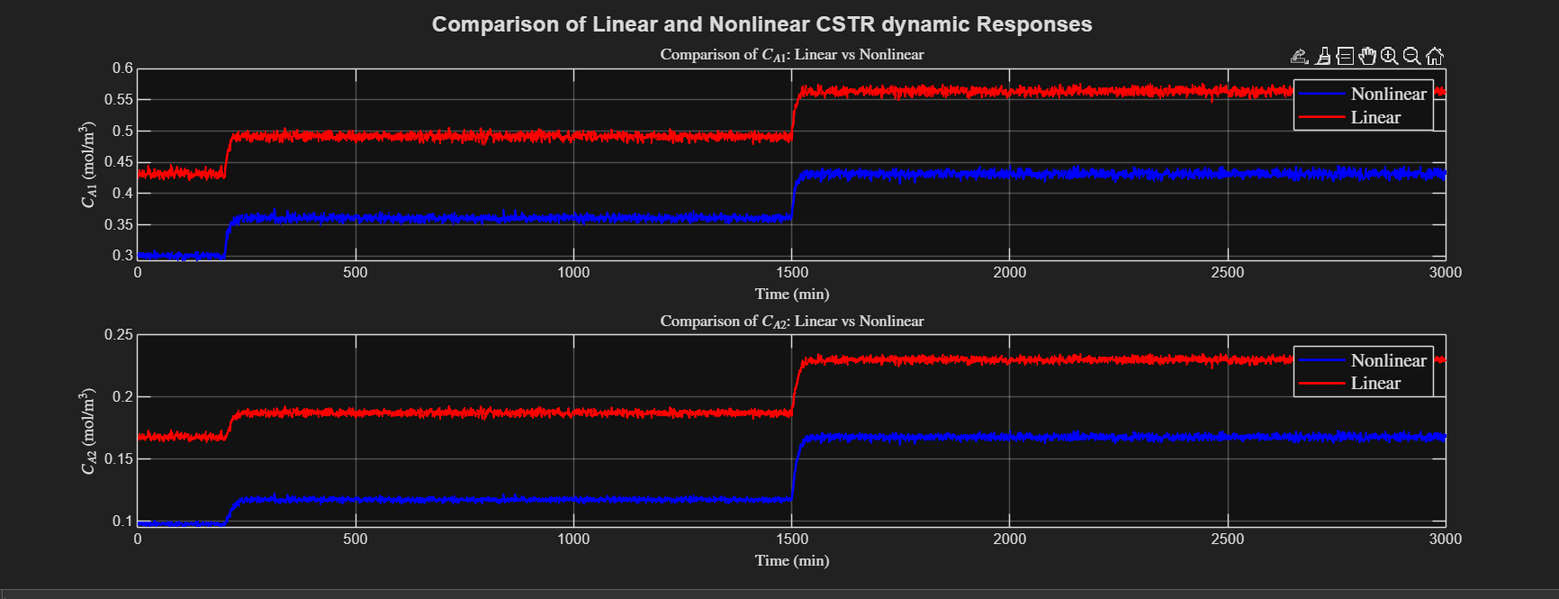 Comparison of Linear and Nonlinear CSTR dynamic Responses
Comparison of C_A1: Linear vs Nonlinear
0.6
0.55
0.5
0.45
0.4
0.35
0.3
C_A1 (mol/m³)
Nonlinear
Linear
0 500 1000 1500 2000 2500 3000
Time (min)
Comparison of C_A2: Linear vs Nonlinear
0.25
0.2
0.15
0.1
C_A2 (mol/m³)
Nonlinear
Linear
0 500 1000 1500 2000 2500 3000
Time (min)